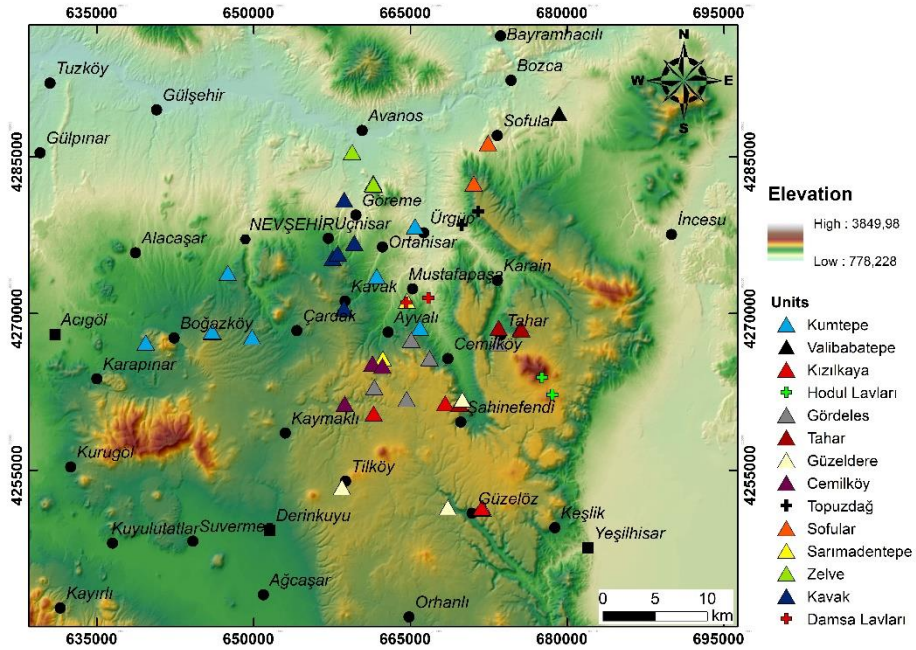 635000 650000 665000 680000 695000
Bayramhacılı
N
W E
S
Tuzköy
Bozca
Gülşehir
Avanos
Sofular
Gülpınar
4285000 4285000
Göreme
Ürgüp
İncesu
NEVŞEHİR Uçhisar
Ortahisar
Alacaşar
Karain
Mustafapaşa
Kavak
4270000 4270000
Acıgöl
Boğazköy
Çardak
Ayvalı
Tahar
Cemilköy
Karapınar
Şahinefendi
Kaymaklı
Kurugöl
4255000 4255000
Tilköy
Güzelöz
Derinkuyu
Keşlik
Kuyulutatlar
Suvermez
Yeşilhisar
Ağcaşar
Kayırlı
Orhanlı
0 5 10
km
635000 650000 665000 680000 695000
Elevation
High : 3849,98
Low : 778,228
Units
Kumtepe
Valibabatepe
Kızılkaya
Hodul Lavları
Gördeles
Tahar
Güzeldere
Cemilköy
Topuzdağ
Sofular
Sarımadentepe
Zelve
Kavak
Damsa Lavları